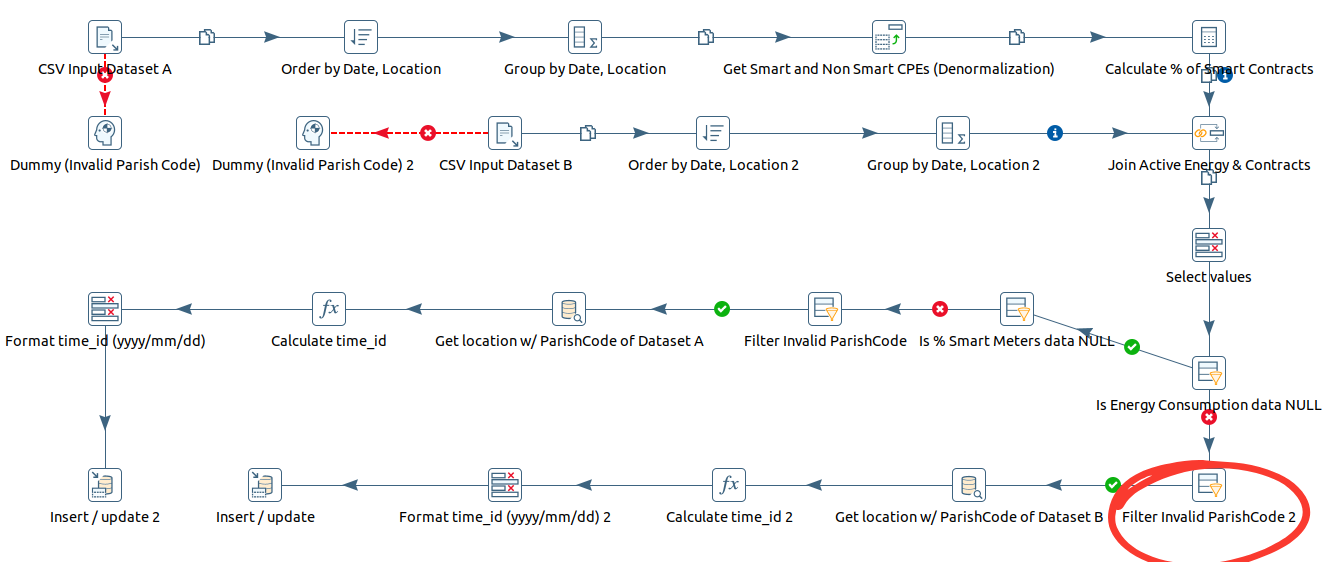 CSV Input Dataset A
Order by Date, Location
Group by Date, Location
Get Smart and Non Smart CPEs (Denormalization)
Calculate % of Smart Contracts
Dummy (Invalid Parish Code)
Dummy (Invalid Parish Code) 2
CSV Input Dataset B
Order by Date, Location 2
Group by Date, Location 2
Join Active Energy & Contracts
Select values
Format time_id (yyyy/mm/dd)
Calculate time_id
Get location w/ ParishCode of Dataset A
Filter Invalid ParishCode
Is % Smart Meters data NULL
Is Energy Consumption data NULL
Insert / update 2
Insert / update
Format time_id (yyyy/mm/dd) 2
Calculate time_id 2
Get location w/ ParishCode of Dataset B
Filter Invalid ParishCode 2